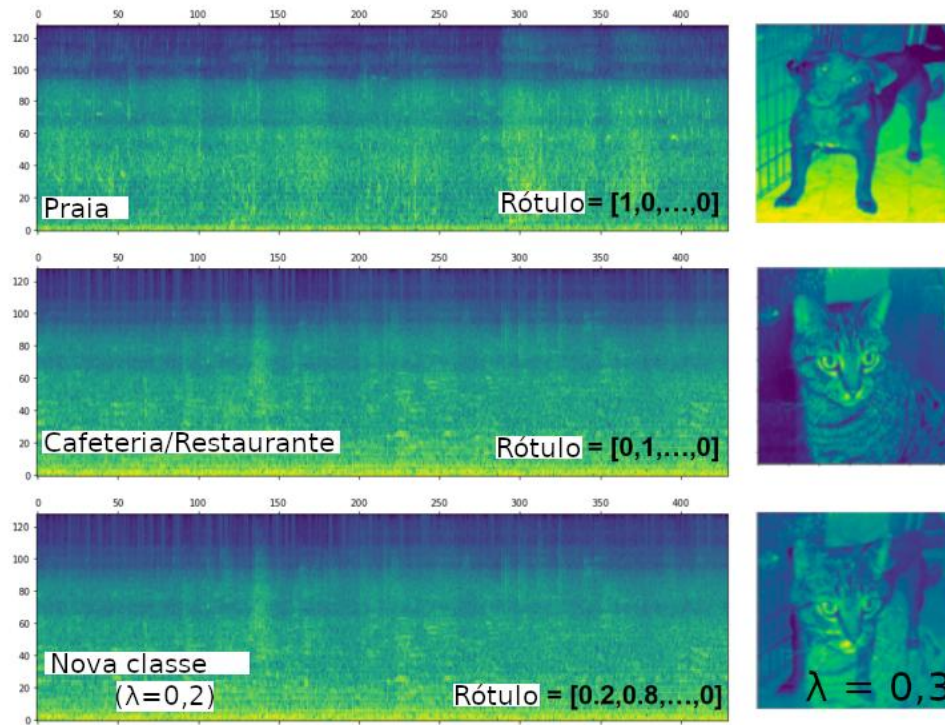 0 50 100 150 200 250 300 350 400
120
100
80
60
40
20
0
Praia
Rótulo = [1,0,...,0]
0 50 100 150 200 250 300 350 400
120
100
80
60
40
20
0
Cafeteria/Restaurante
Rótulo = [0,1,...,0]
0 50 100 150 200 250 300 350 400
120
100
80
60
40
20
0
Nova classe
(λ=0,2)
Rótulo = [0.2,0.8,...,0]
λ = 0,3